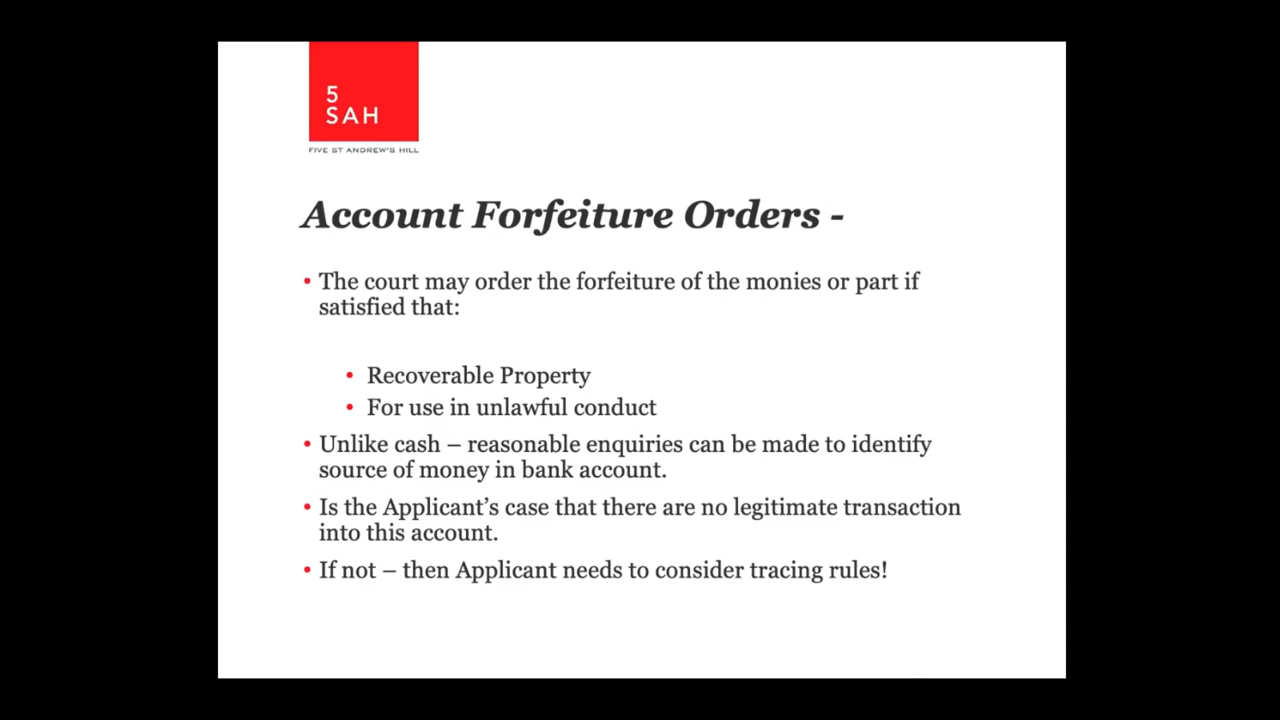 5
SAH
FIVE ST ANDREW'S HILL
Account Forfeiture Orders -
• The court may order the forfeiture of the monies or part if
satisfied that:
• Recoverable Property
• For use in unlawful conduct
• Unlike cash – reasonable enquiries can be made to identify
source of money in bank account.
• Is the Applicant's case that there are no legitimate transaction
into this account.
• If not – then Applicant needs to consider tracing rules!